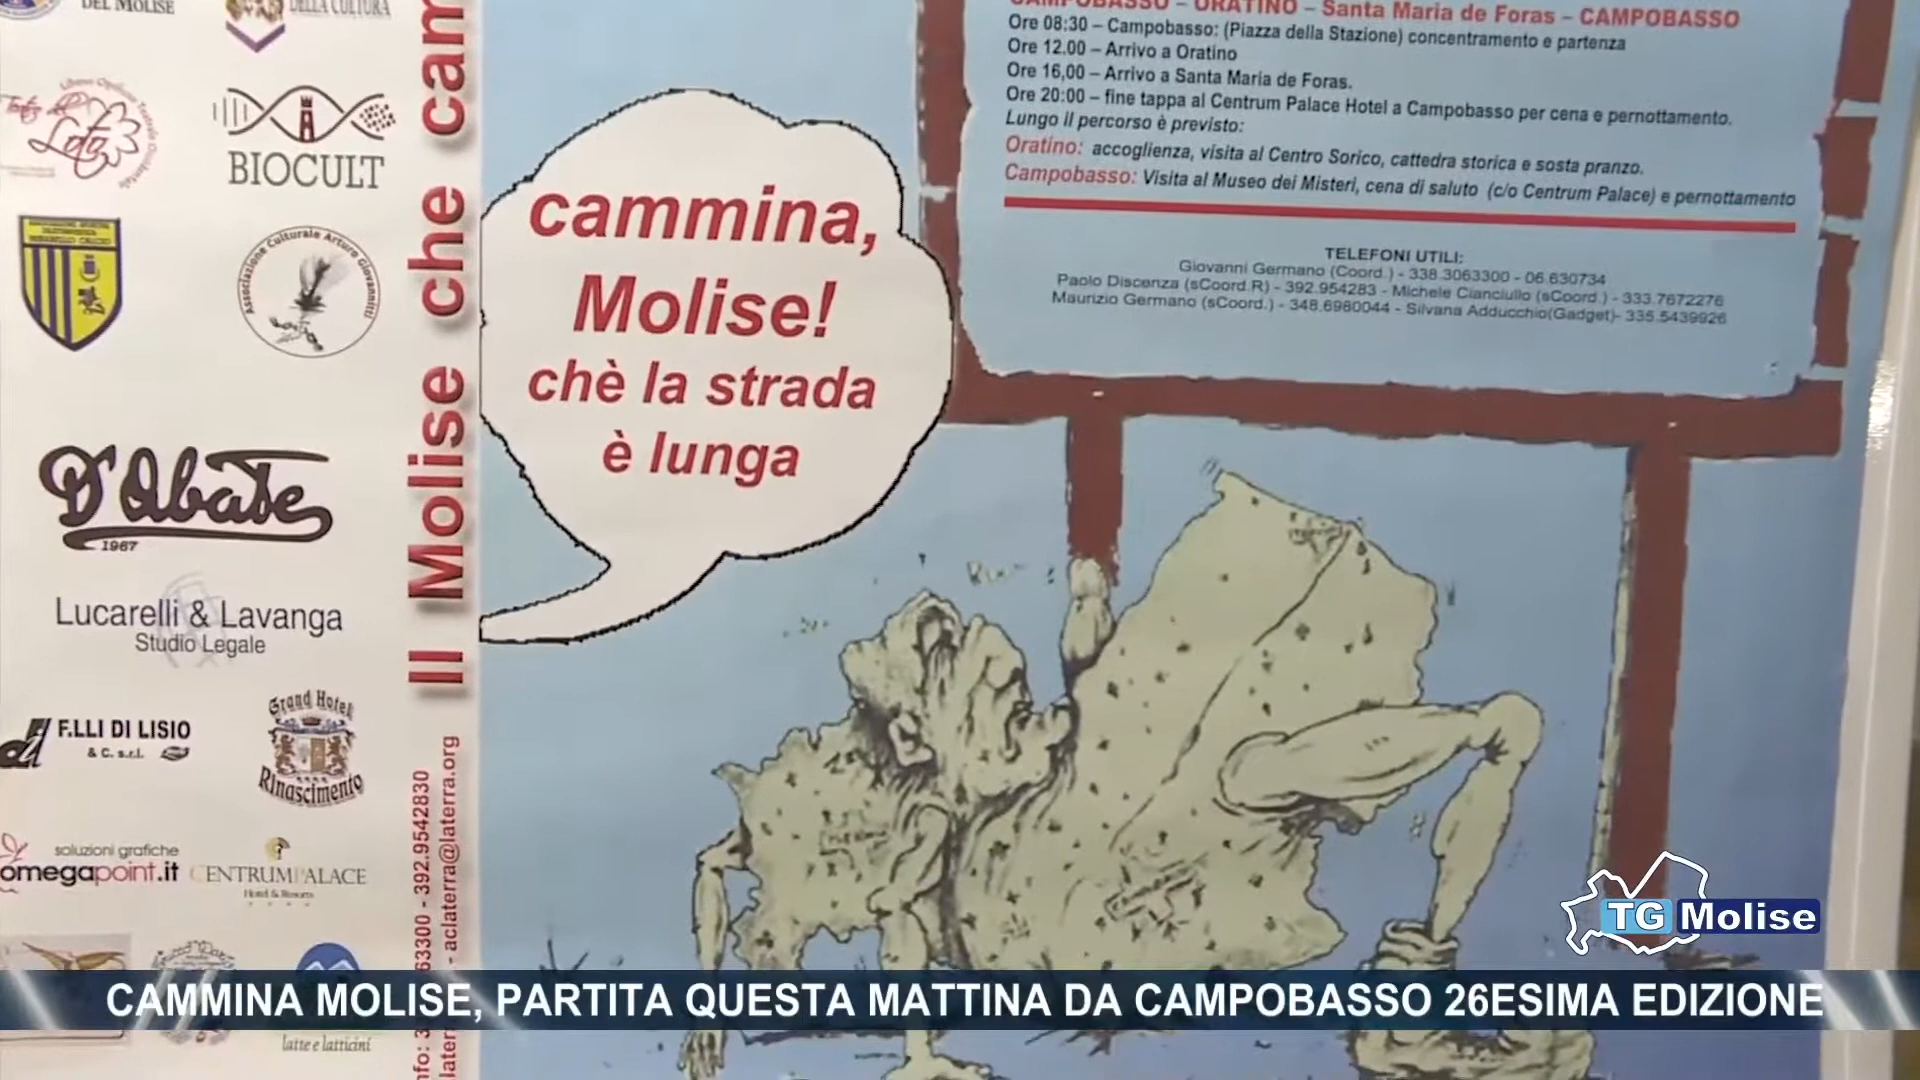 DEL MOLISE
DELLA CULTURA
Teatro del
Loto
BIOCULT
Associazione Culturale Arturo Giovannitti
D'Abate
1967
Lucarelli & Lavanga
Studio Legale
F.LLI DI LISIO
& C. s.r.l.
Grand Hotel
Rinascimento
soluzioni grafiche
omegapoint.it
CENTRUM PALACE
Hotel & Resorts
latte e latticini
Il Molise che cam
63300 - 392.9542830
- aclaterra@laterra.org
cammina,
Molise!
chè la strada
è lunga
CAMPOBASSO – ORATINO – Santa Maria de Foras – CAMPOBASSO
Ore 08:30 – Campobasso: (Piazza della Stazione) concentramento e partenza
Ore 12.00 – Arrivo a Oratino
Ore 16,00 – Arrivo a Santa Maria de Foras.
Ore 20:00 – fine tappa al Centrum Palace Hotel a Campobasso per cena e pernottamento.
Lungo il percorso è previsto:
Oratino: accoglienza, visita al Centro Sorico, cattedra storica e sosta pranzo.
Campobasso: Visita al Museo dei Misteri, cena di saluto (c/o Centrum Palace) e pernottamento
TELEFONI UTILI:
Giovanni Germano (Coord.) - 338.3063300 - 06.630734
Paolo Discenza (sCoord.R) - 392.954283 - Michele Cianciullo (sCoord.) - 333.7672276
Maurizio Germano (sCoord.) - 348.6980044 - Silvana Adducchio(Gadget)- 335.5439926
TG Molise
CAMMINA MOLISE, PARTITA QUESTA MATTINA DA CAMPOBASSO 26ESIMA EDIZIONE